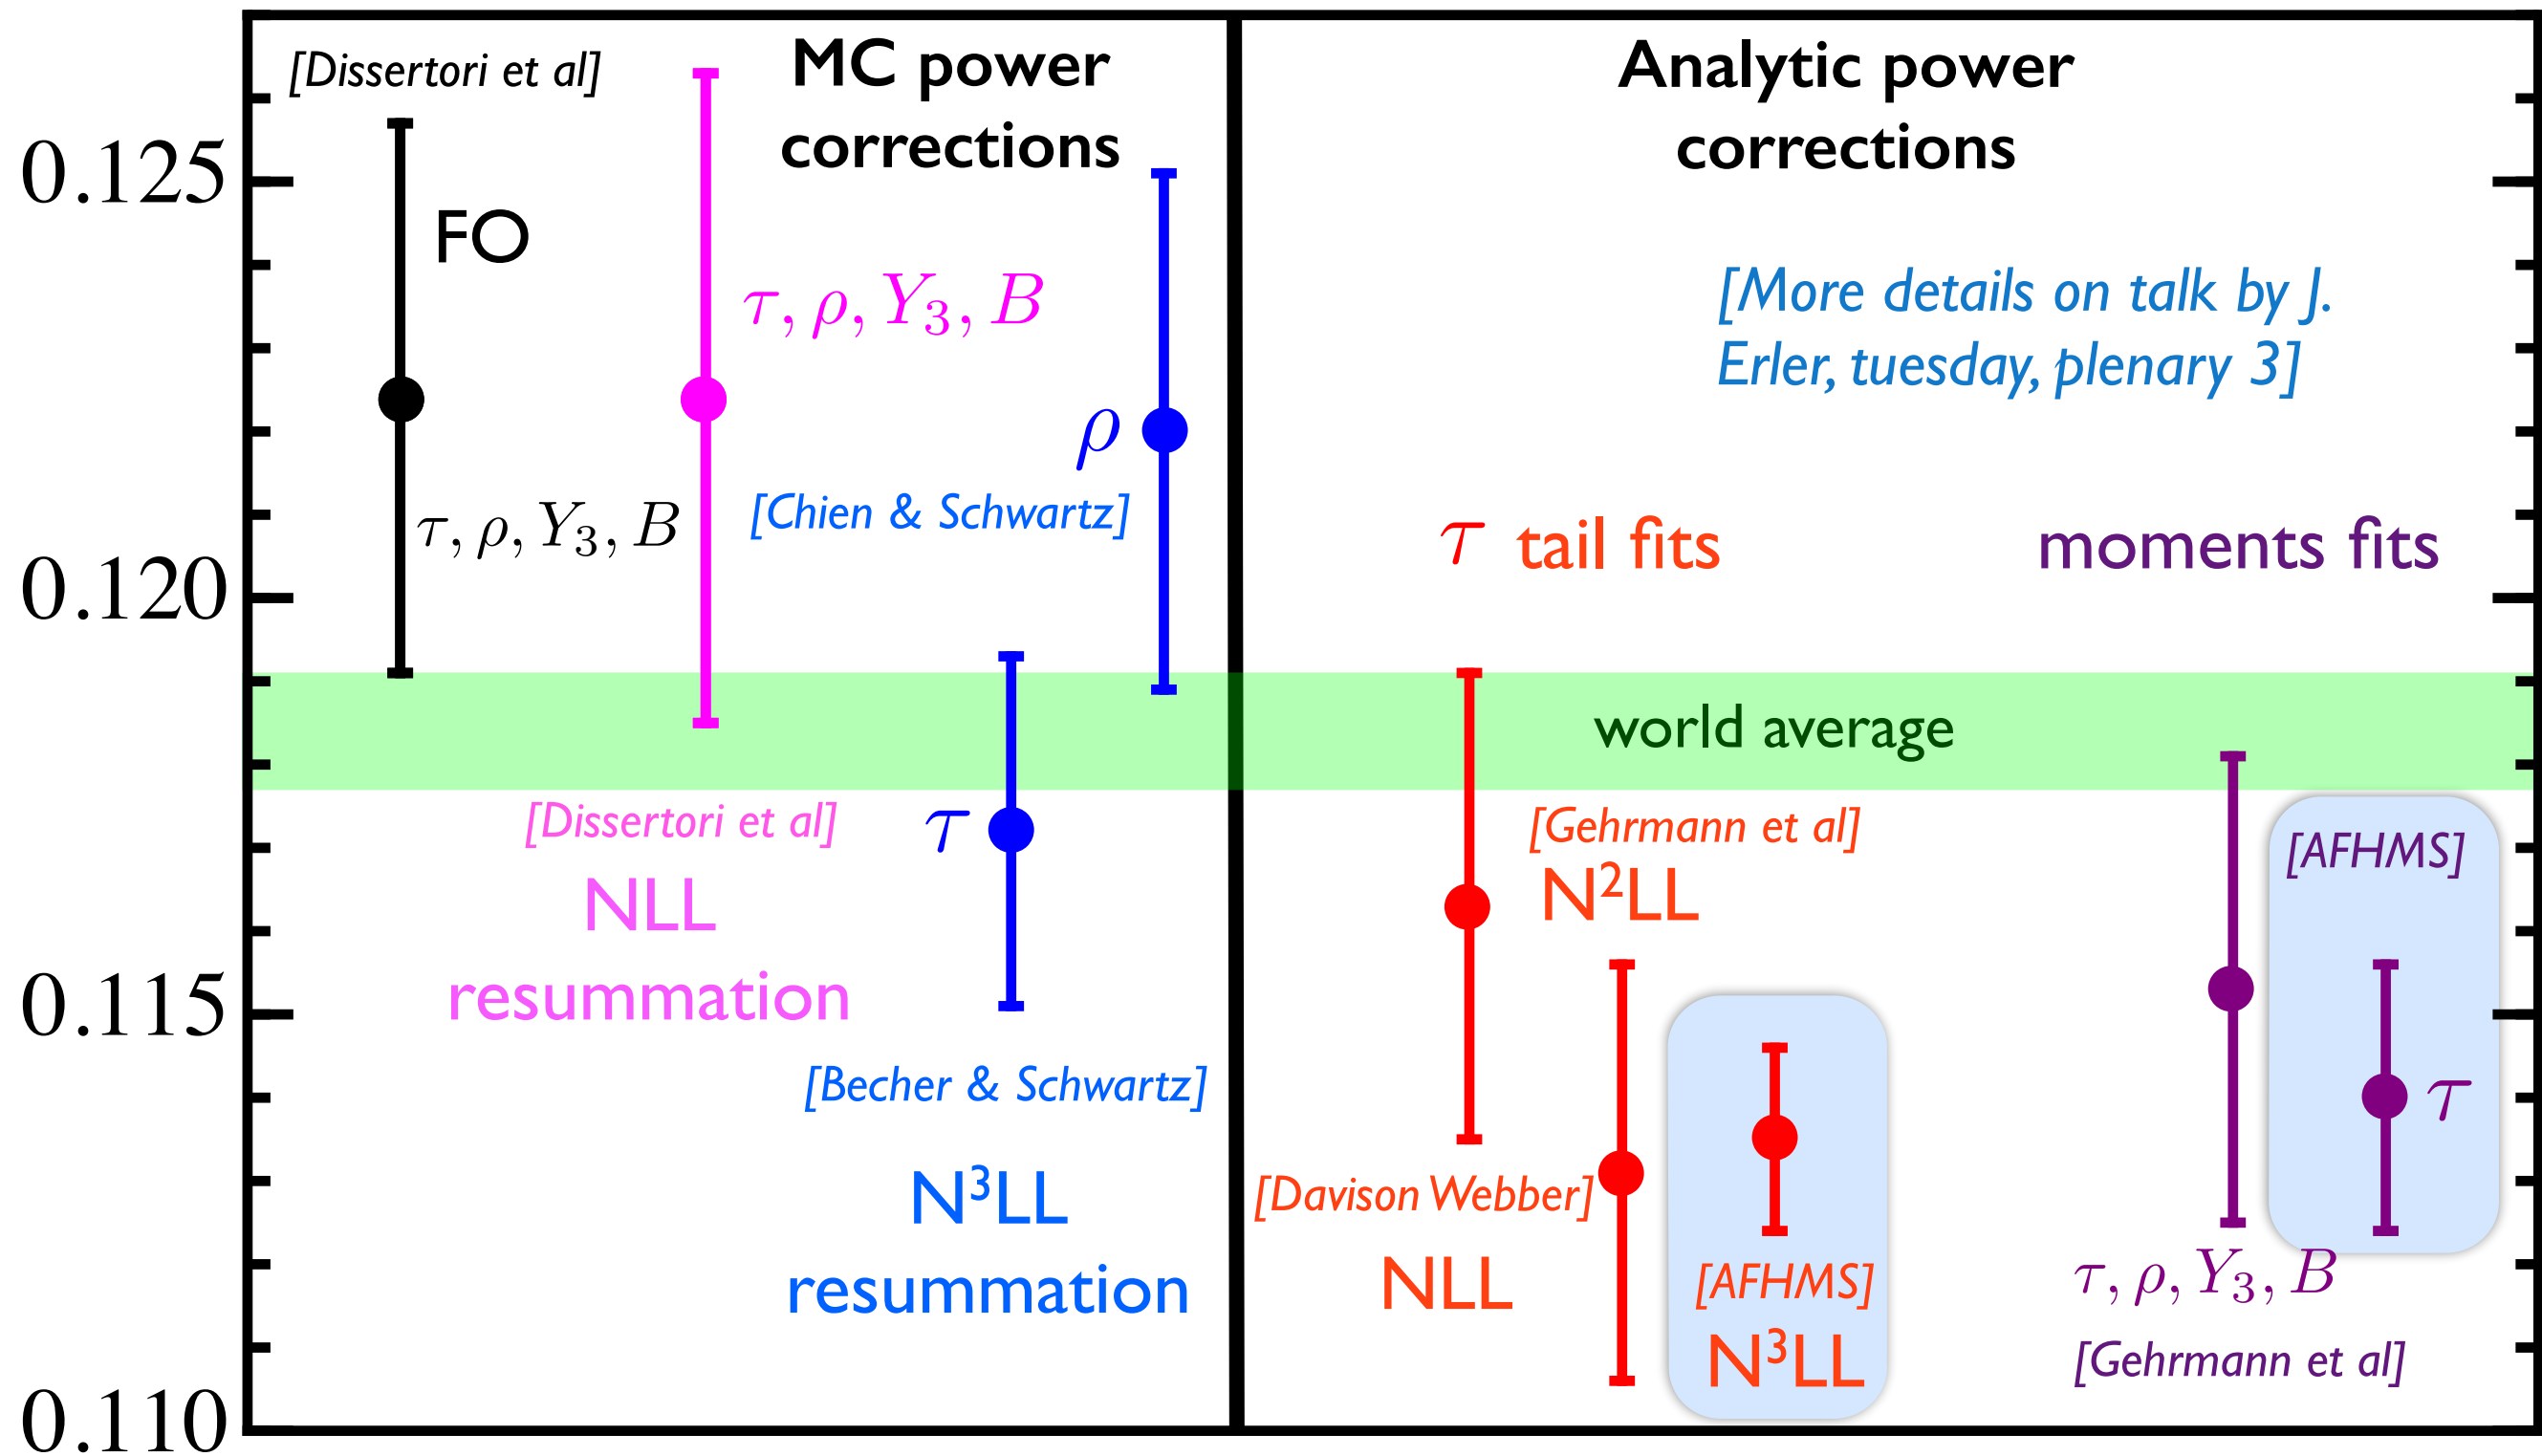 [Dissertori et al]
MC power
corrections
Analytic power
corrections
0.125
FO
τ, ρ, Y₃, B
[More details on talk by J.
Erler, tuesday, plenary 3]
ρ
[Chien & Schwartz]
τ, ρ, Y₃, B
τ tail fits
moments fits
0.120
world average
[Dissertori et al]
NLL
resummation
τ
[Gehrmann et al]
N³LL
[AFHMS]
0.115
[Becher & Schwartz]
N³LL
resummation
τ
[Davison Webber]
NLL
[AFHMS]
N³LL
τ, ρ, Y₃, B
[Gehrmann et al]
0.110